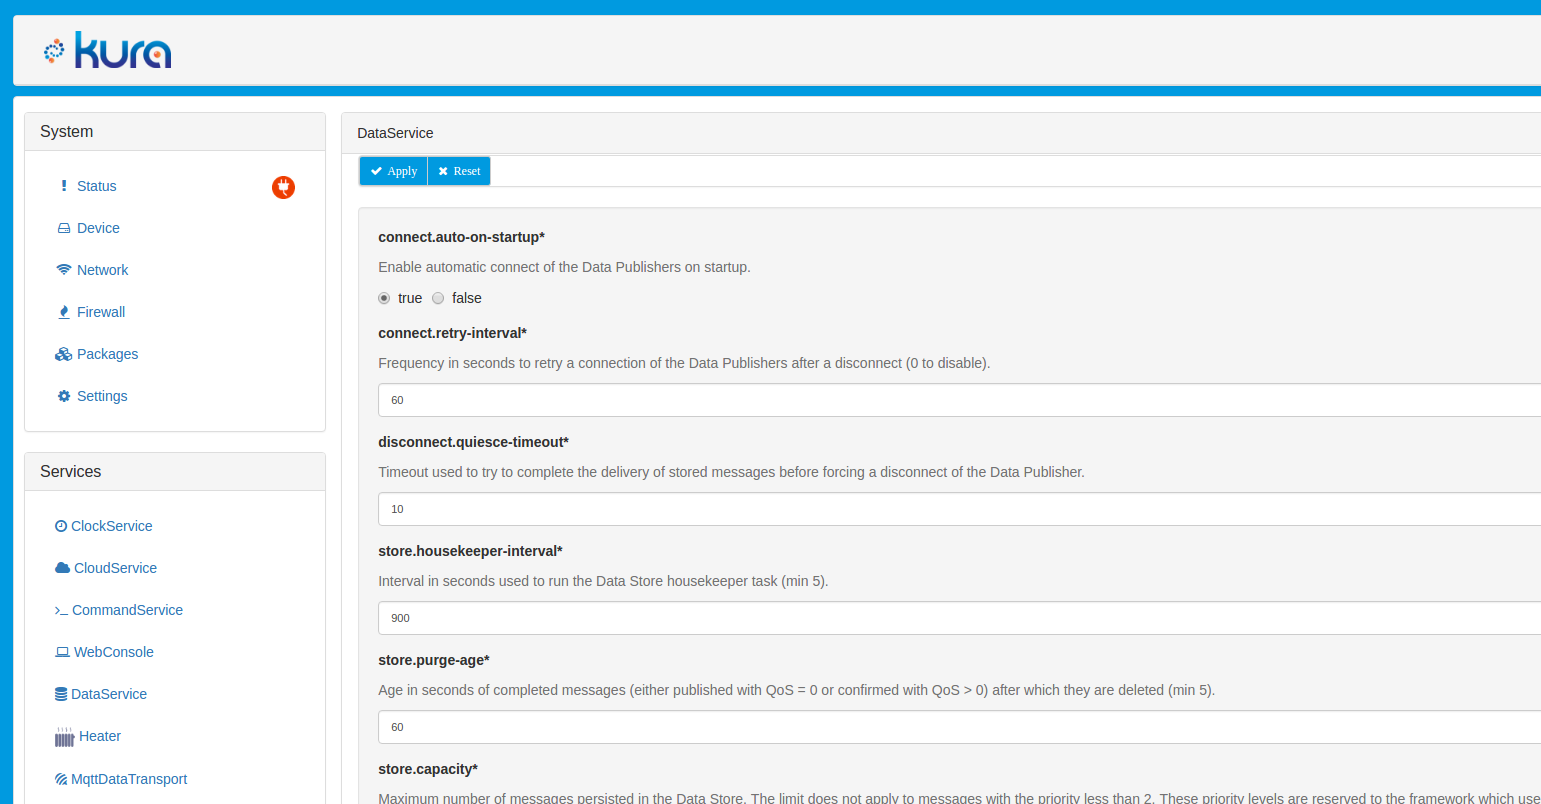 kura
System
Status
Device
Network
Firewall
Packages
Settings
Services
ClockService
CloudService
CommandService
WebConsole
DataService
Heater
MqttDataTransport
DataService
Apply Reset
connect.auto-on-startup*
Enable automatic connect of the Data Publishers on startup.
true false
connect.retry-interval*
Frequency in seconds to retry a connection of the Data Publishers after a disconnect (0 to disable).
60
disconnect.quiesce-timeout*
Timeout used to try to complete the delivery of stored messages before forcing a disconnect of the Data Publisher.
10
store.housekeeper-interval*
Interval in seconds used to run the Data Store housekeeper task (min 5).
900
store.purge-age*
Age in seconds of completed messages (either published with QoS = 0 or confirmed with QoS > 0) after which they are deleted (min 5).
60
store.capacity*
Maximum number of messages persisted in the Data Store. The limit does not apply to messages with the priority less than 2. These priority levels are reserved to the framework which use